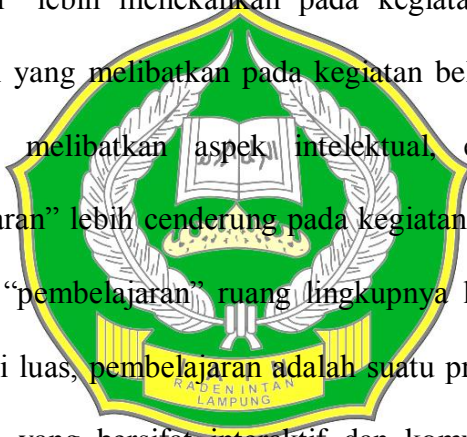 lebih menekankan pada kegiata
yang melibatkan pada kegiatan bel
melibatkan aspek intelektual,
aran” lebih cenderung pada kegiatan
“pembelajaran” ruang lingkupnya
i luas, pembelajaran adalah suatu pr
RADEN INTAN
LAMPUNG
yang bersifat interaktif dan kom